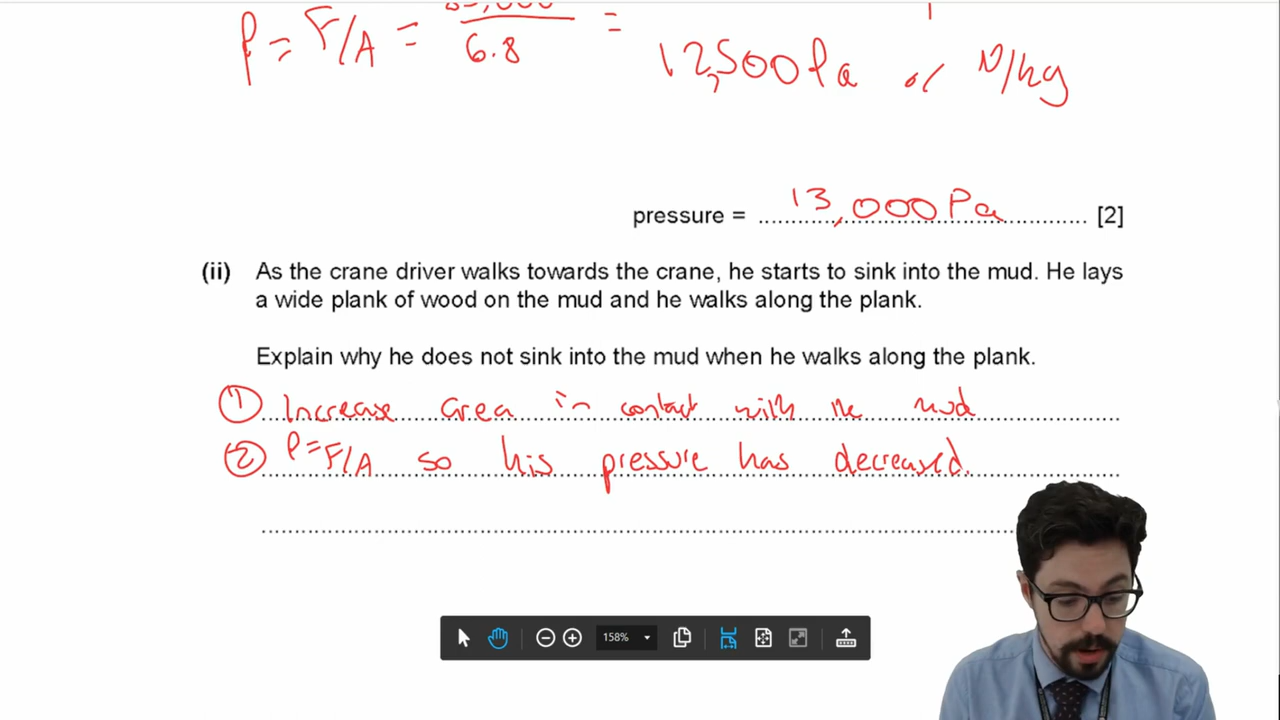 P = F/A = 85,000 / 6.8 = 12,500 Pa or N/kg
pressure = 13,000 Pa [2]
(ii) As the crane driver walks towards the crane, he starts to sink into the mud. He lays
a wide plank of wood on the mud and he walks along the plank.
Explain why he does not sink into the mud when he walks along the plank.
① Increase area in contact with the mud
② P=F/A so his pressure has decreased.
158%